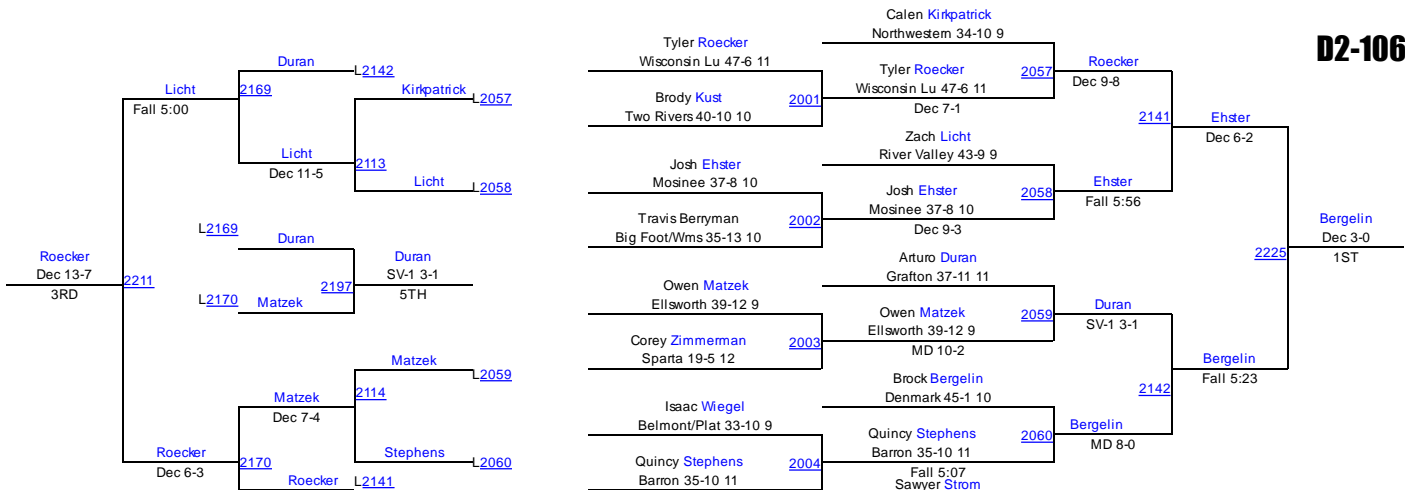 D2-106
Calen Kirkpatrick
Northwestern 34-10 9
Tyler Roecker
Wisconsin Lu 47-6 11
2057
Roecker
Dec 9-8
Tyler Roecker
Wisconsin Lu 47-6 11
Dec 7-1
Brody Kust
Two Rivers 40-10 10
2001
2141
Ehster
Dec 6-2
Zach Licht
River Valley 43-9 9
Josh Ehster
Mosinee 37-8 10
2058
Ehster
Fall 5:56
Josh Ehster
Mosinee 37-8 10
Dec 9-3
Travis Berryman
Big Foot/Wms 35-13 10
2002
Bergelin
Dec 3-0
1ST
2225
Arturo Duran
Grafton 37-11 11
Owen Matzek
Ellsworth 39-12 9
2059
Duran
SV-1 3-1
Owen Matzek
Ellsworth 39-12 9
MD 10-2
Corey Zimmerman
Sparta 19-5 12
2003
2142
Bergelin
Fall 5:23
Brock Bergelin
Denmark 45-1 10
Isaac Wiegel
Belmont/Plat 33-10 9
2060
Bergelin
MD 8-0
Quincy Stephens
Barron 35-10 11
Fall 5:07
Quincy Stephens
Barron 35-10 11
2004
Sawyer Strom
Duran
L2142
2169
Licht
Fall 5:00
Kirkpatrick
L2057
Licht
Dec 11-5
2113
Licht
L2058
L2169
Duran
Roecker
Dec 13-7
3RD
2211
Duran
SV-1 3-1
5TH
2197
L2170
Matzek
Matzek
L2059
2114
Matzek
Dec 7-4
Stephens
L2060
Roecker
Dec 6-3
2170
Roecker
L2141